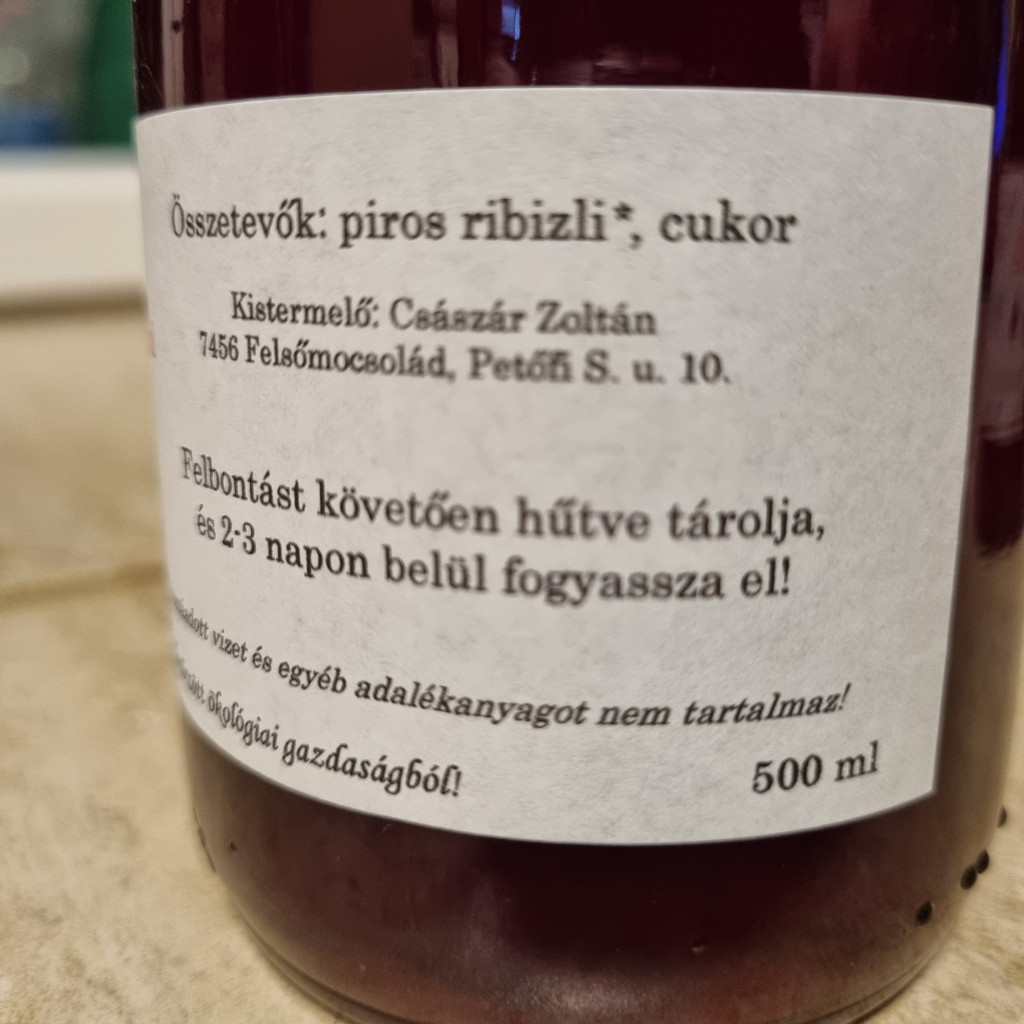 Összetevők: piros ribizli*, cukor
Kistermelő: Császár Zoltán
7456 Felsőmocsolád, Petőfi S. u. 10.
Felbontást követően hűtve tárolja,
és 2-3 napon belül fogyassza el!
vizet és egyéb adalékanyagot nem tartalmaz!
ökológiai gazdaságból!
500 ml